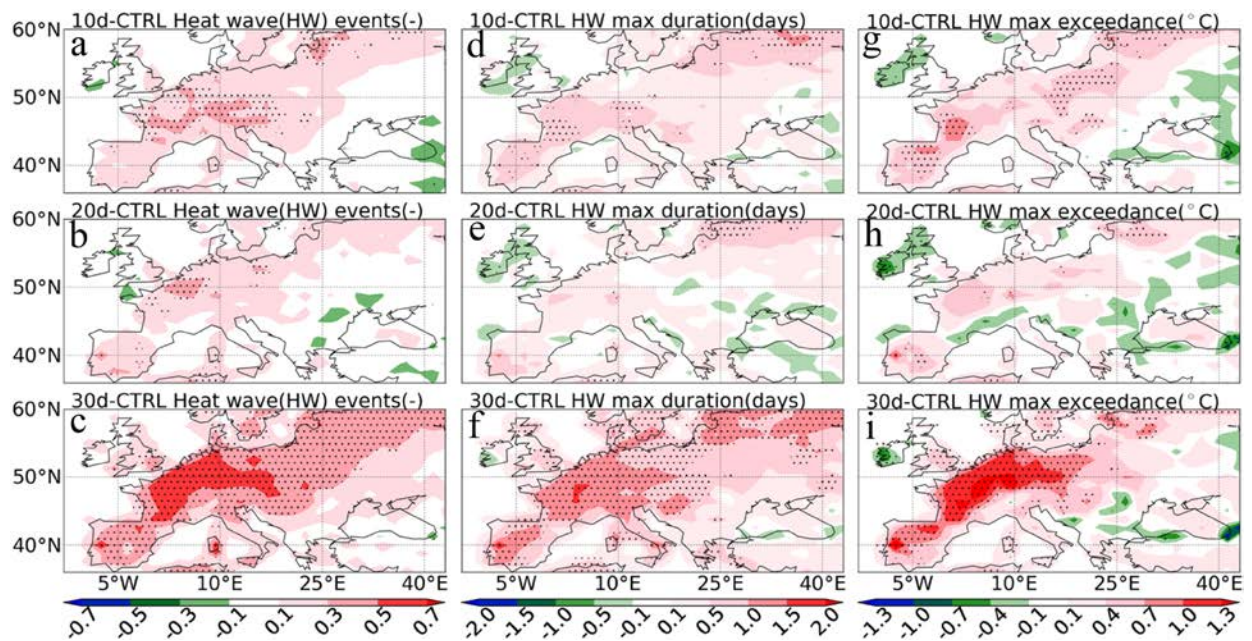 10d-CTRL Heat wave(HW) events(-)
10d-CTRL HW max duration(days)
10d-CTRL HW max exceedance(°C)
60°N
a
d
g
50°N
40°N
20d-CTRL Heat wave(HW) events(-)
20d-CTRL HW max duration(days)
20d-CTRL HW max exceedance(°C)
60°N
b
e
h
50°N
40°N
30d-CTRL Heat wave(HW) events(-)
30d-CTRL HW max duration(days)
30d-CTRL HW max exceedance(°C)
60°N
c
f
i
50°N
40°N
5°W 10°E 25°E 40°E
5°W 10°E 25°E 40°E
5°W 10°E 25°E 40°E
-0.7 -0.5 -0.3 -0.1 0.1 0.3 0.5 0.7
-2.0 -1.5 -1.0 -0.5 -0.1 0.1 0.5 1.0 1.5 2.0
-1.3 -1.0 -0.7 -0.4 -0.1 0.1 0.4 0.7 1.0 1.3